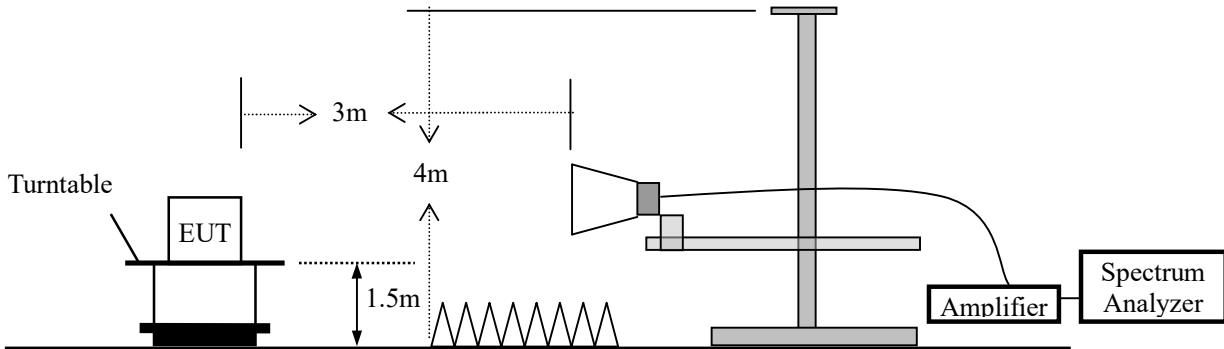 3m
4m
Turntable
EUT
1.5m
Amplifier
Spectrum
Analyzer